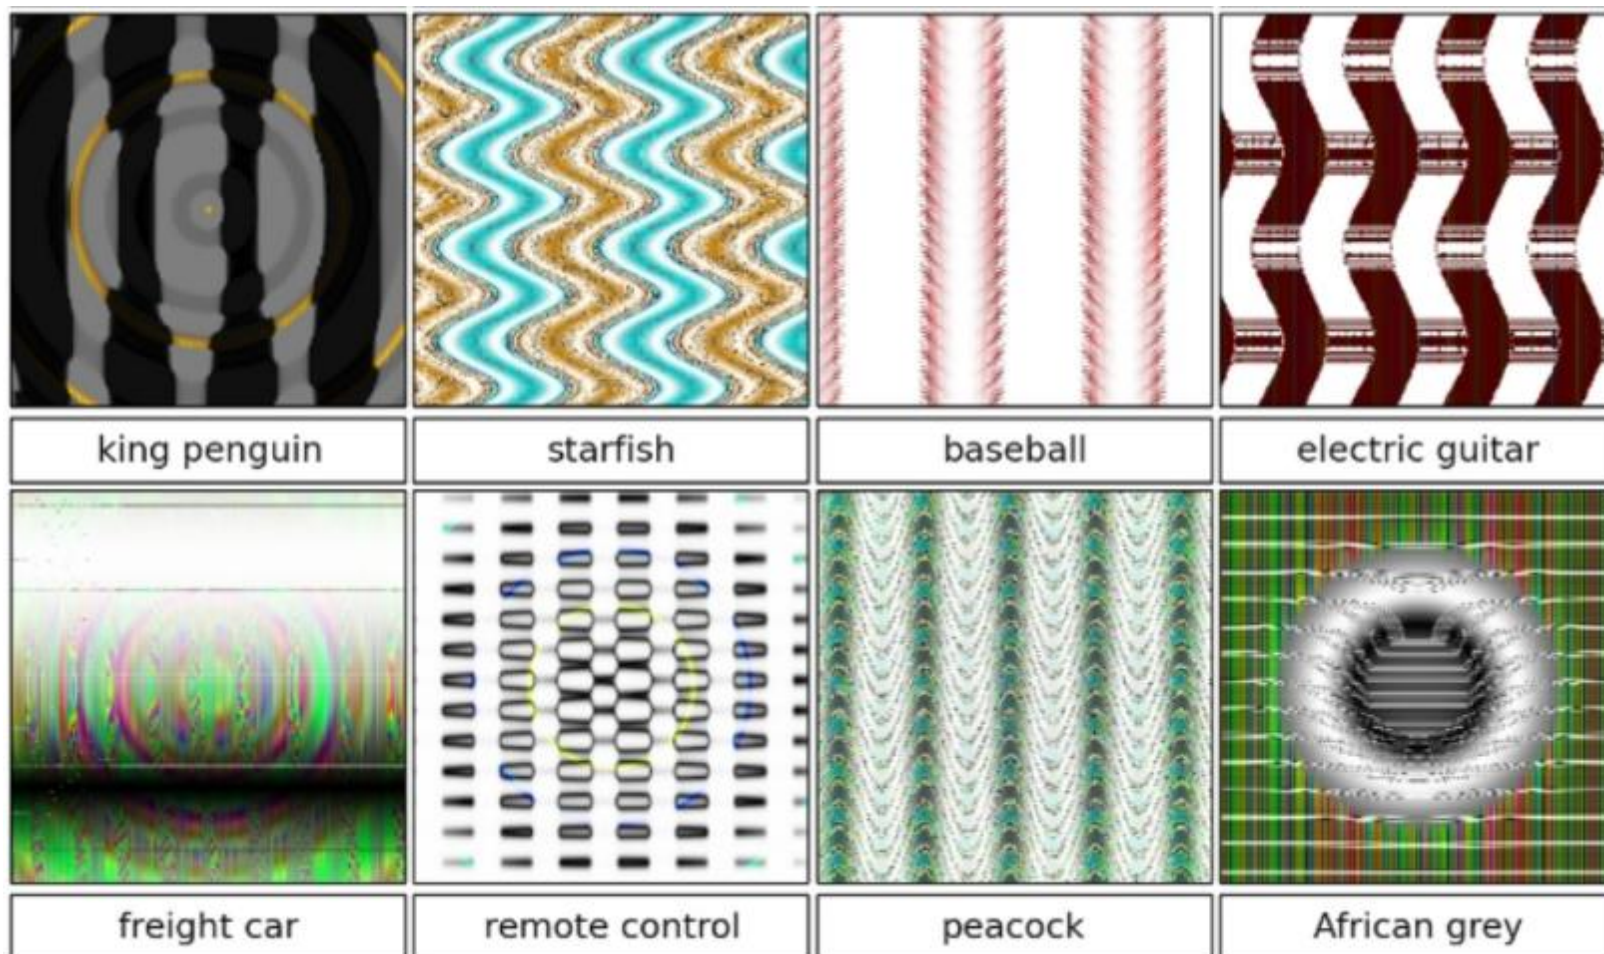 king penguin
starfish
baseball
electric guitar
freight car
remote control
peacock
African grey